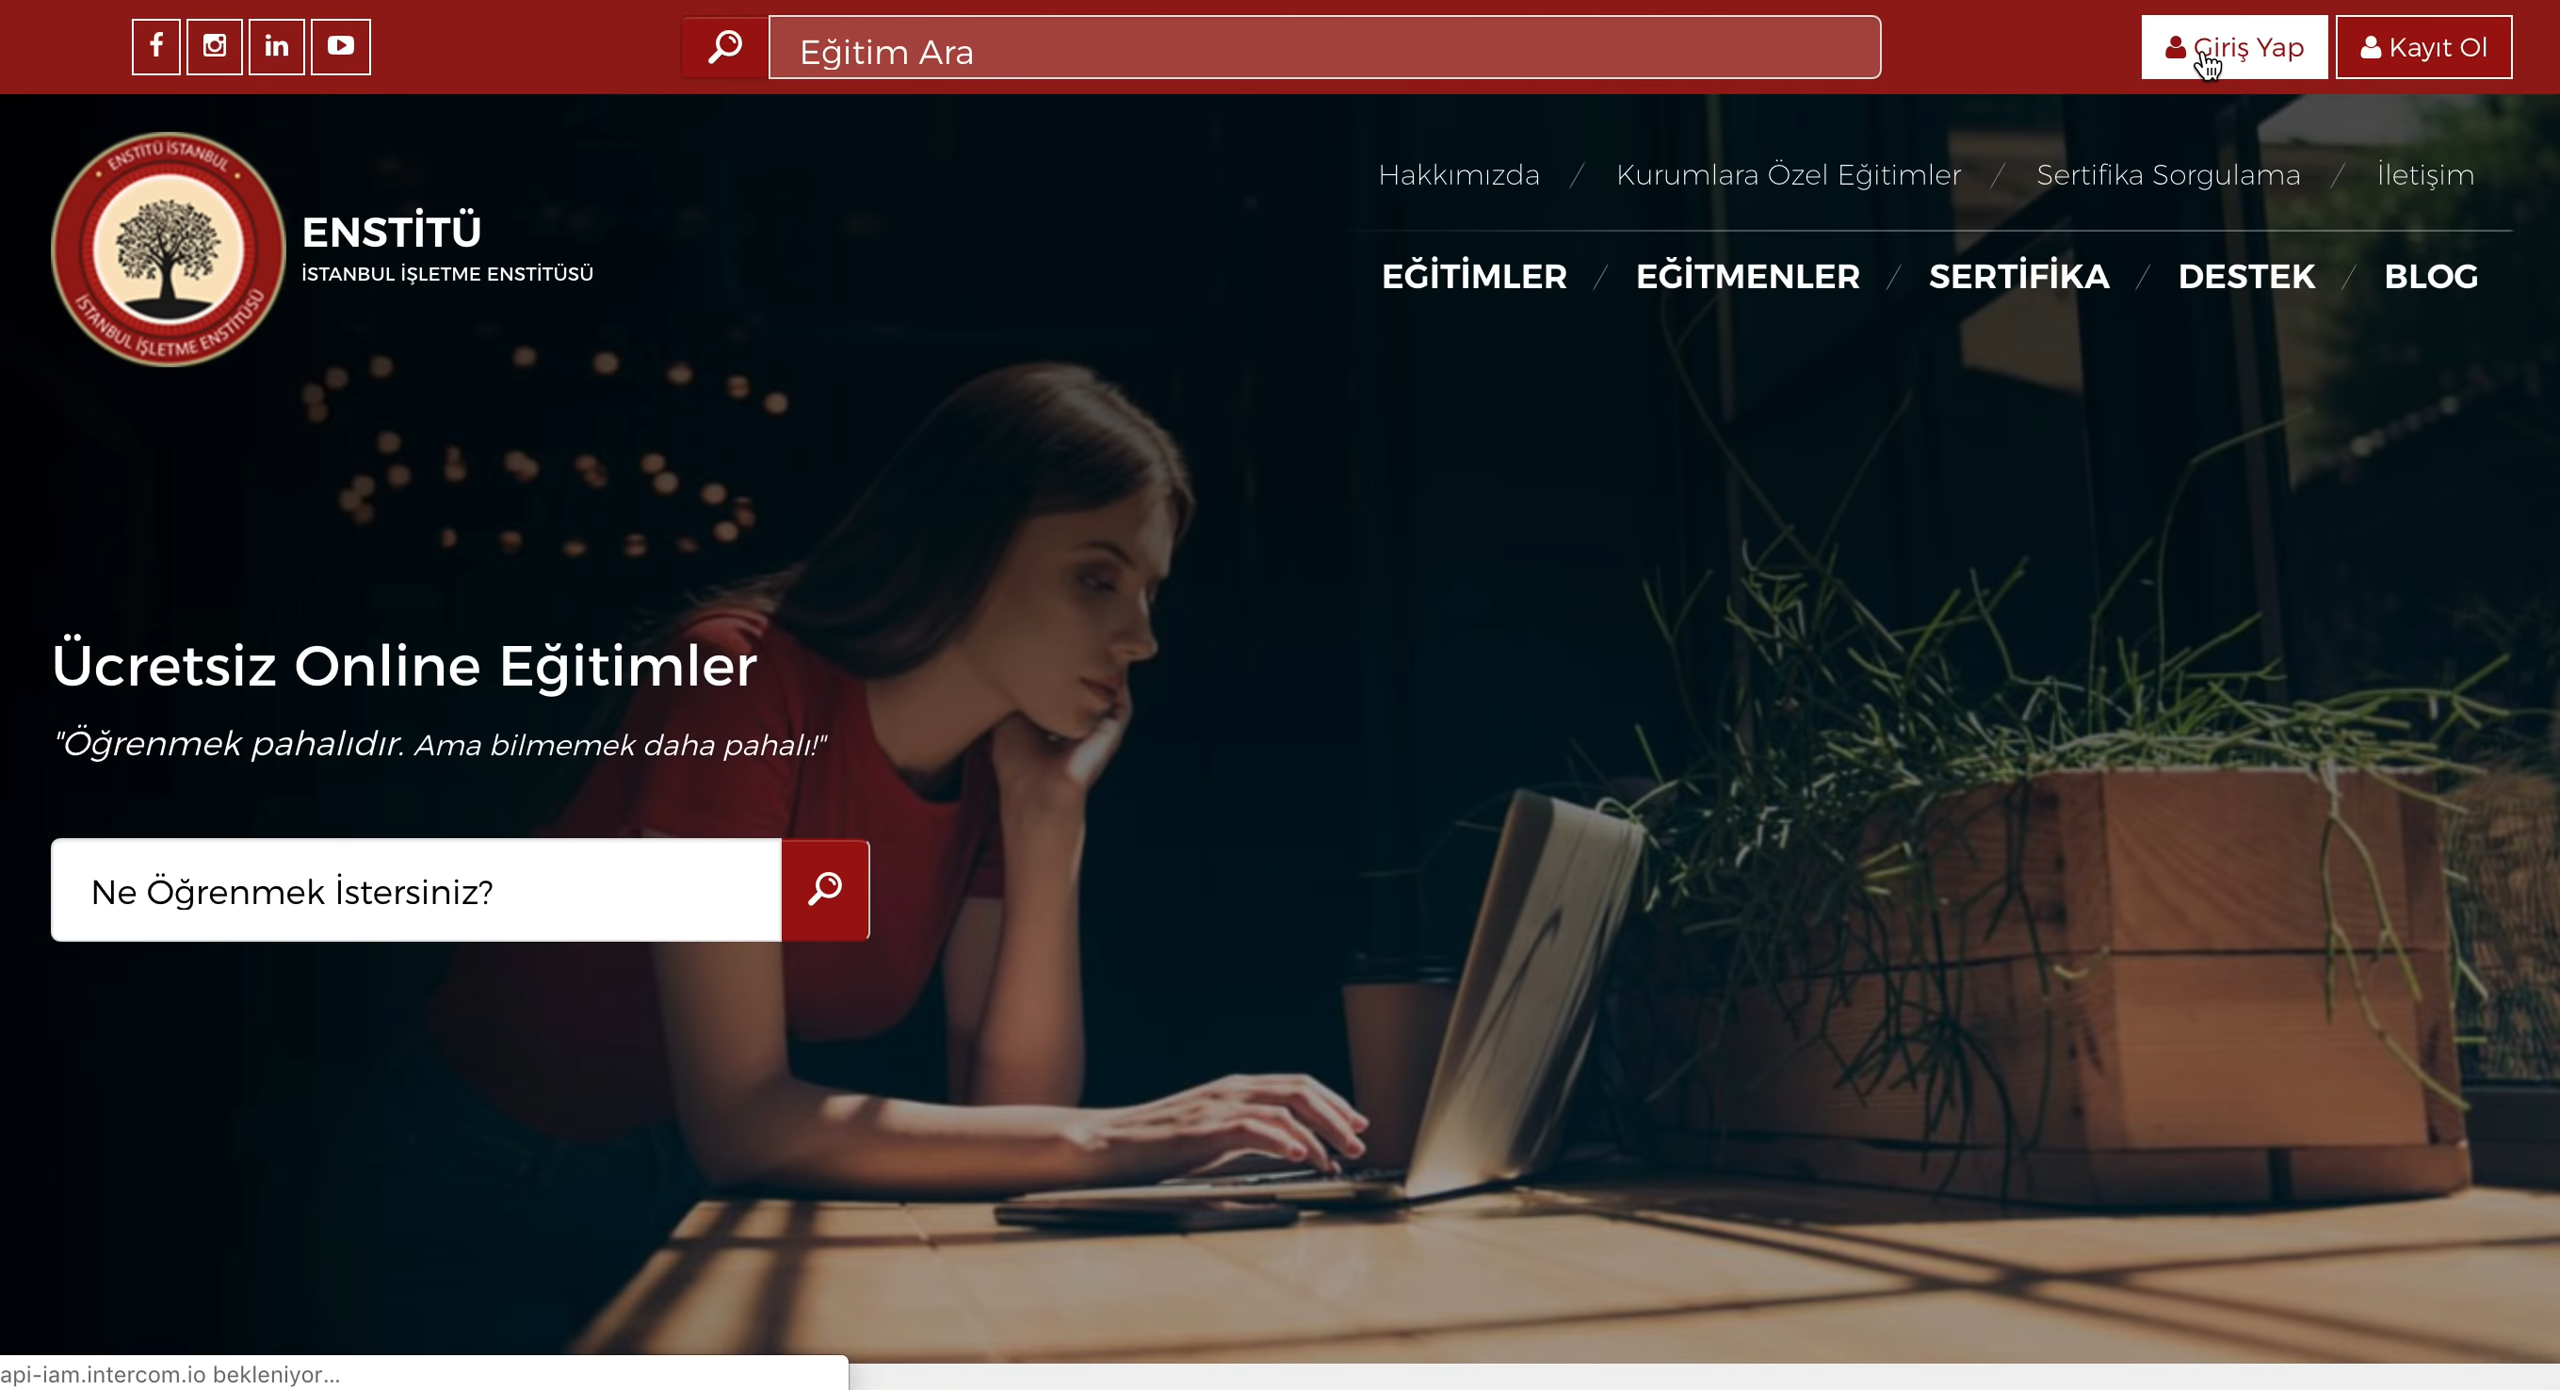 Eğitim Ara
Giriş Yap
Kayıt Ol
ENSTİTÜ İSTANBUL
İSTANBUL İŞLETME ENSTİTÜSÜ
ENSTİTÜ
İSTANBUL İŞLETME ENSTİTÜSÜ
Hakkımızda / Kurumlara Özel Eğitimler / Sertifika Sorgulama / İletişim
EĞİTİMLER / EĞİTMENLER / SERTİFİKA / DESTEK / BLOG
Ücretsiz Online Eğitimler
"Öğrenmek pahalıdır. Ama bilmemek daha pahalı!"
Ne Öğrenmek İstersiniz?
api-iam.intercom.io bekleniyor...